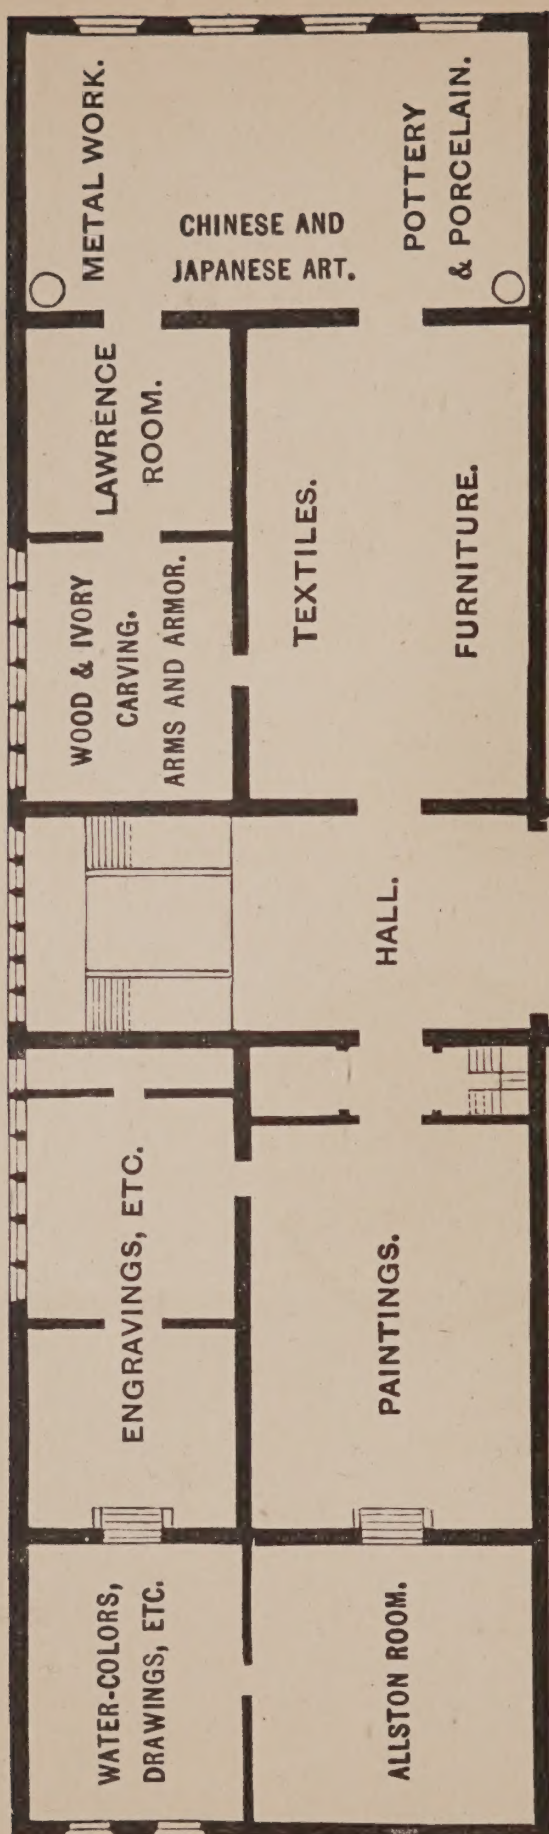 METAL WORK.
CHINESE AND
JAPANESE ART.
POTTERY
& PORCELAIN.
LAWRENCE
ROOM.
WOOD & IVORY
CARVING.
ARMS AND ARMOR.
TEXTILES.
FURNITURE.
HALL.
ENGRAVINGS, ETC.
PAINTINGS.
WATER-COLORS,
DRAWINGS, ETC.
ALLSTON ROOM.